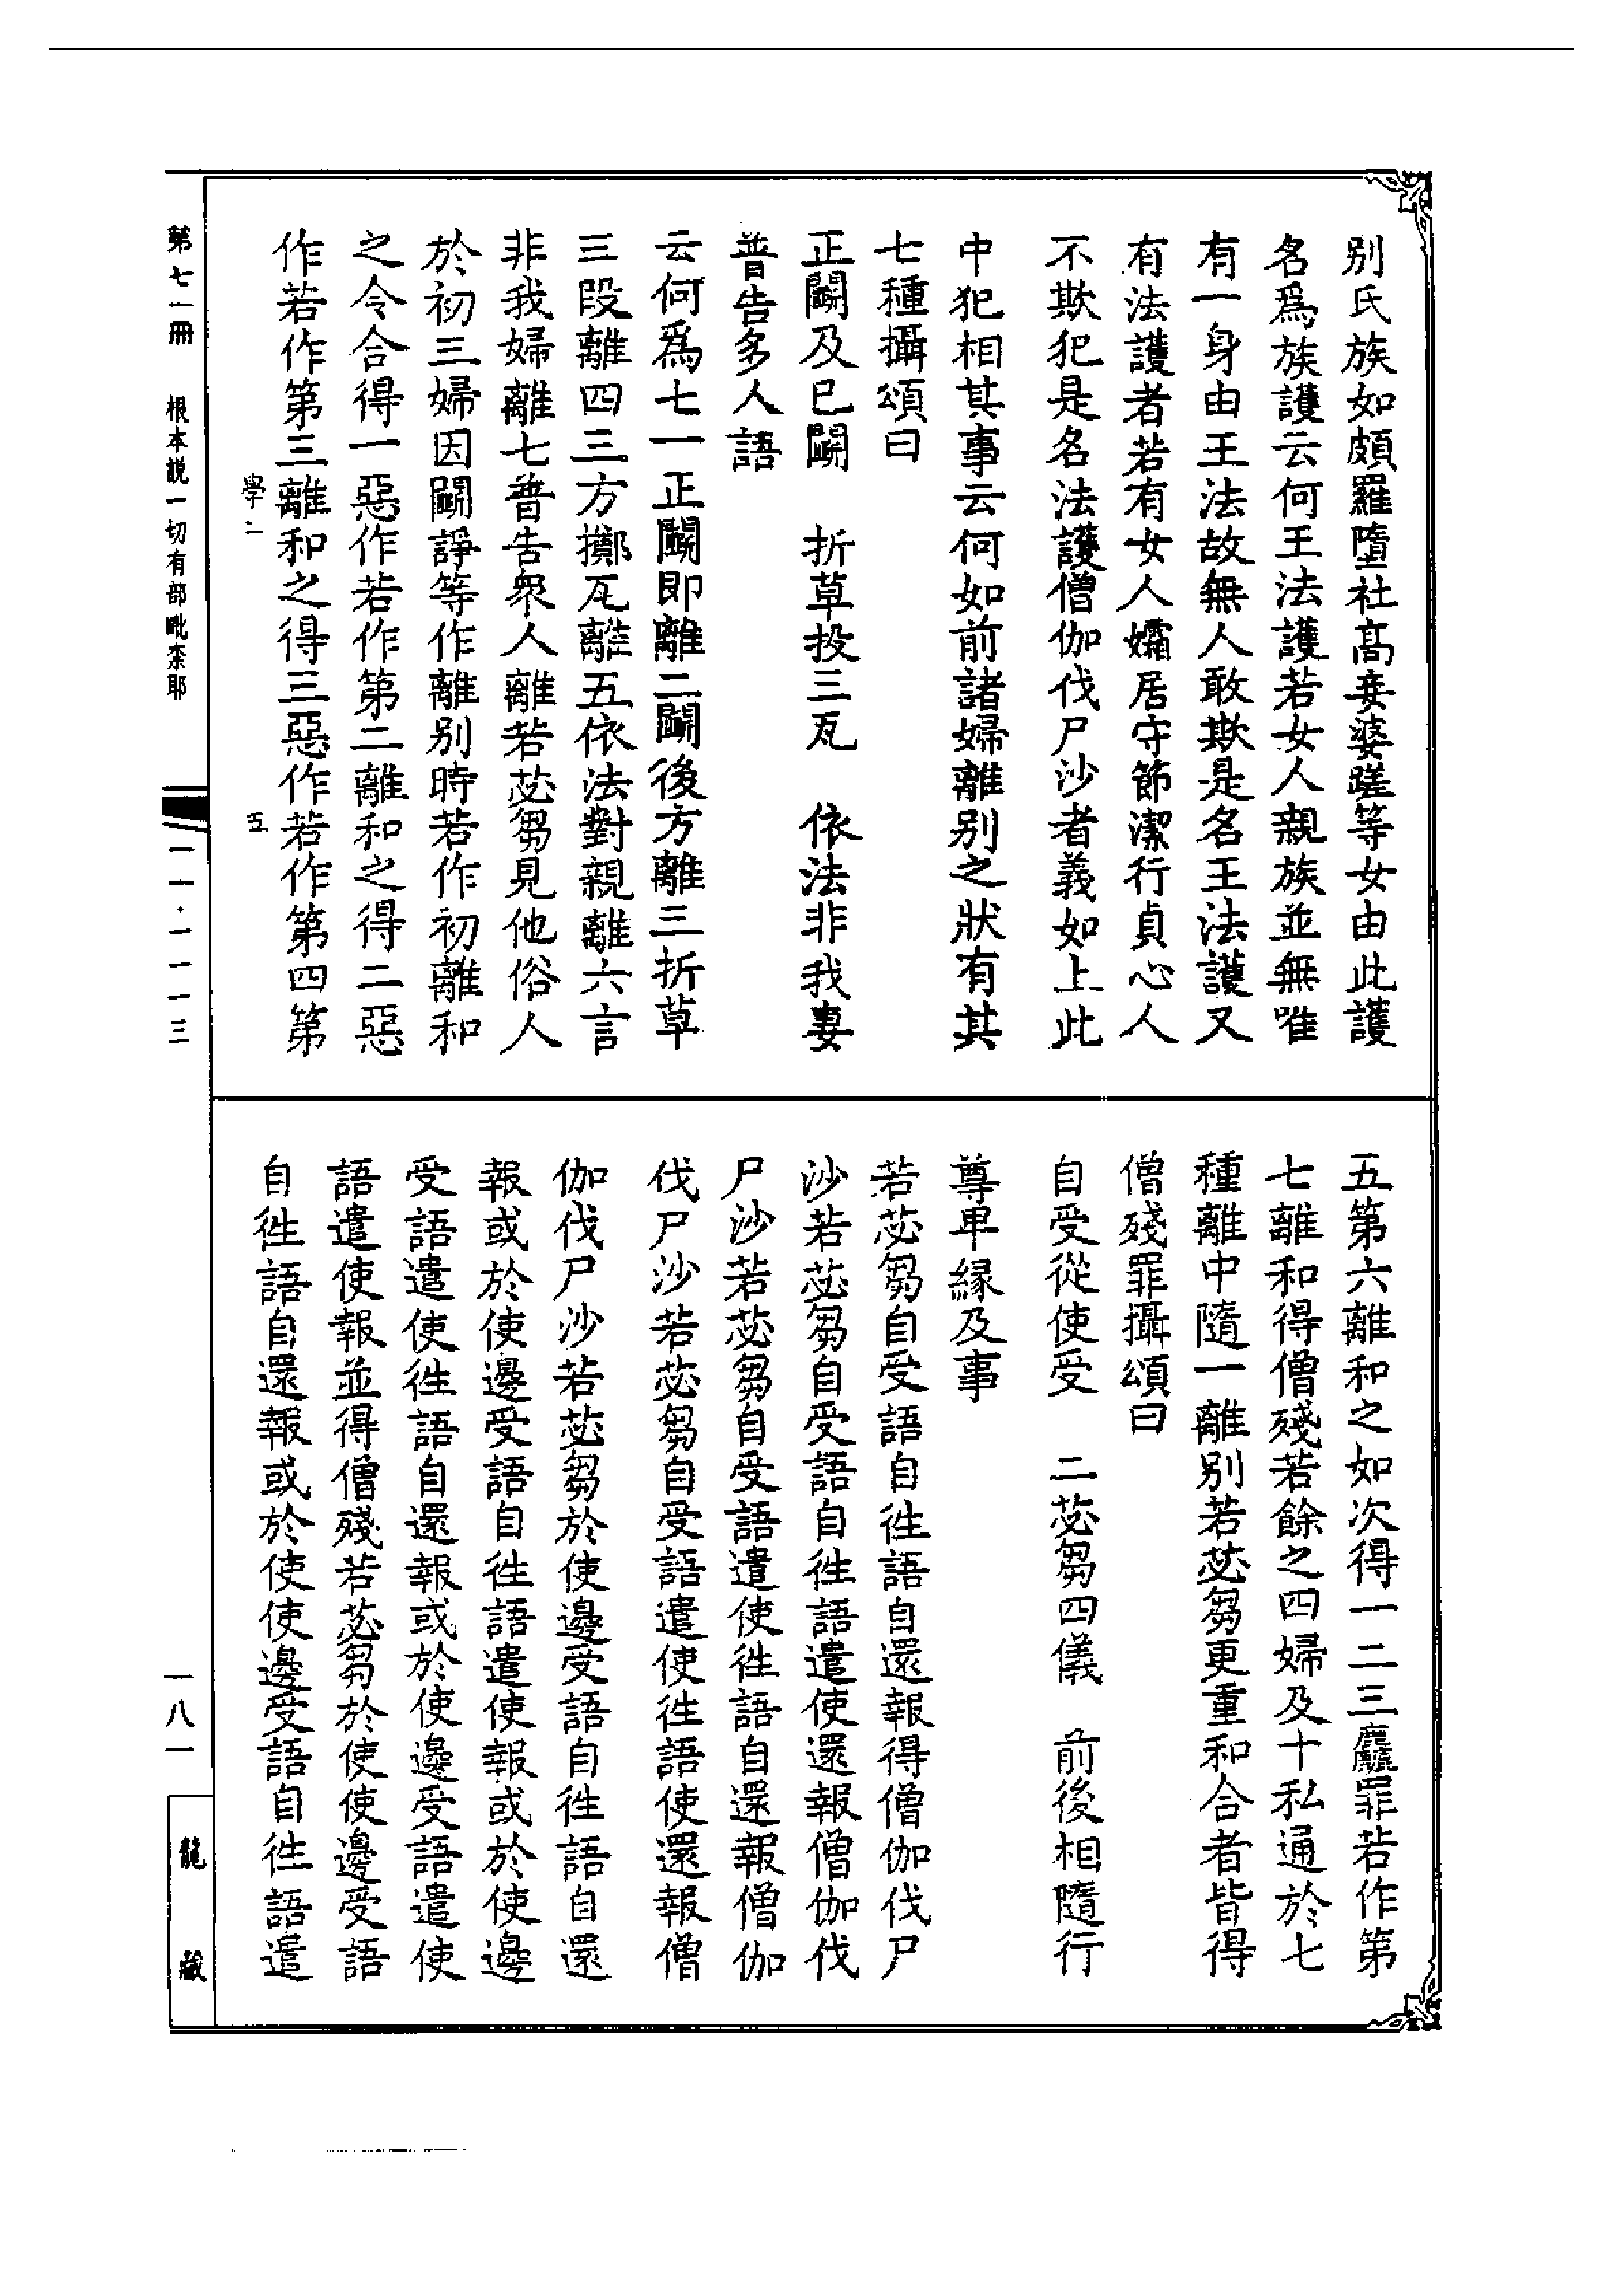 别氏族如頗羅墮社髙妾婆蹉等女由此護
名爲族護云何王法護若女人親族並無唯
有一身由王法故無人敢欺是名王法護又
有法護者若有女人孀居守節潔行貞心人
不欺犯是名法護僧伽伐尸沙者義如上此
中犯相其事云何如前諸婦離别之狀有其
七種攝頌曰
正鬭及已鬭　折草投三瓦　依法非我妻
普告多人語
云何爲七一正鬭即離二鬭後方離三折草
三段離四三方擲瓦離五依法對親離六言
非我婦離七普告衆人離若苾芻見他俗人
於初三婦因鬭諍等作離别時若作初離和
之令合得一惡作若作第二離和之得二惡
作若作第三離和之得三惡作若作第四第
五第六離和之如次得一二三麤罪若作第
七離和得僧殘若餘之四婦及十私通於七
種離中隨一離别若苾芻更重和合者皆得
僧殘罪攝頌曰
自受從使受　二苾芻四儀　前後相隨行
尊卑緣及事
若苾芻自受語自徃語自還報得僧伽伐尸
沙若苾芻自受語自徃語遣使還報僧伽伐
尸沙若苾芻自受語遣使徃語自還報僧伽
伐尸沙若苾芻自受語遣使徃語使還報僧
伽伐尸沙若苾芻於使邊受語自徃語自還
報或於使邊受語自徃語遣使報或於使邊
受語遣使徃語自還報或於使邊受語遣使
語遣使報並得僧殘若苾芻於使使邊受語
自徃語自還報或於使使邊受語自徃語遣
學二
五
第七一冊
根本説一切有部毗柰耶
一一·一一一三
一八一
龍藏